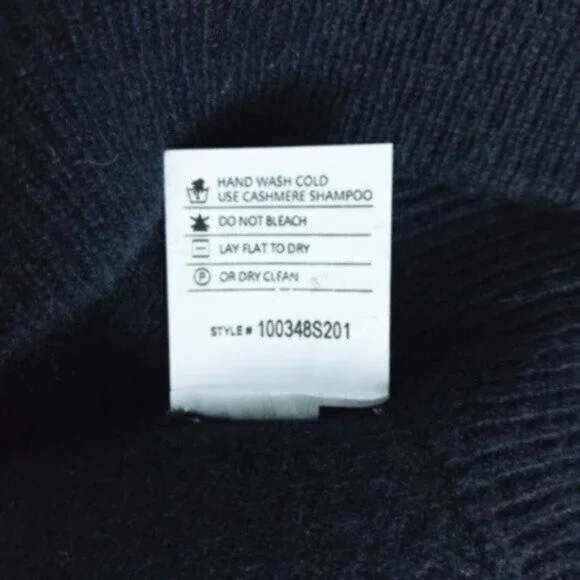 HAND WASH COLD
USE CASHMERE SHAMPOO
DO NOT BLEACH
LAY FLAT TO DRY
P OR DRY CLEAN
STYLE # 100348S201